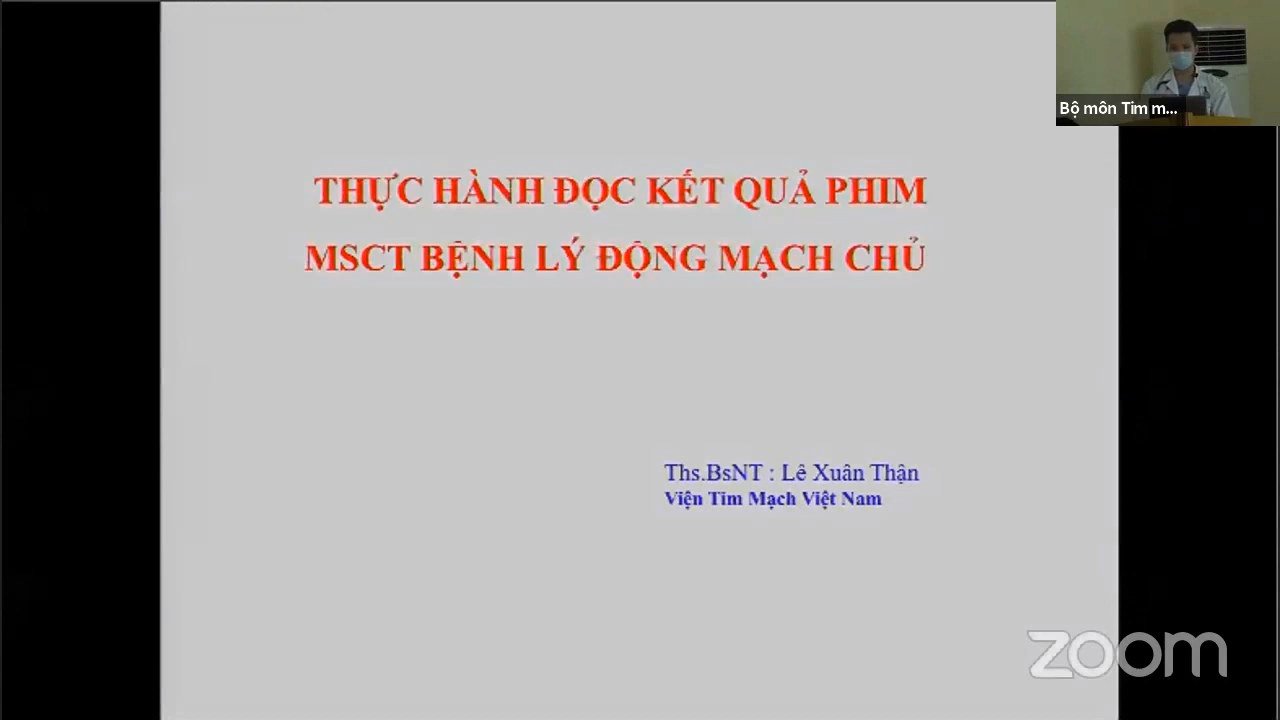 Bộ môn Tim m...
THỰC HÀNH ĐỌC KẾT QUẢ PHIM
MSCT BỆNH LÝ ĐỘNG MẠCH CHỦ
Ths.BsNT : Lê Xuân Thận
Viện Tim Mạch Việt Nam
zoom